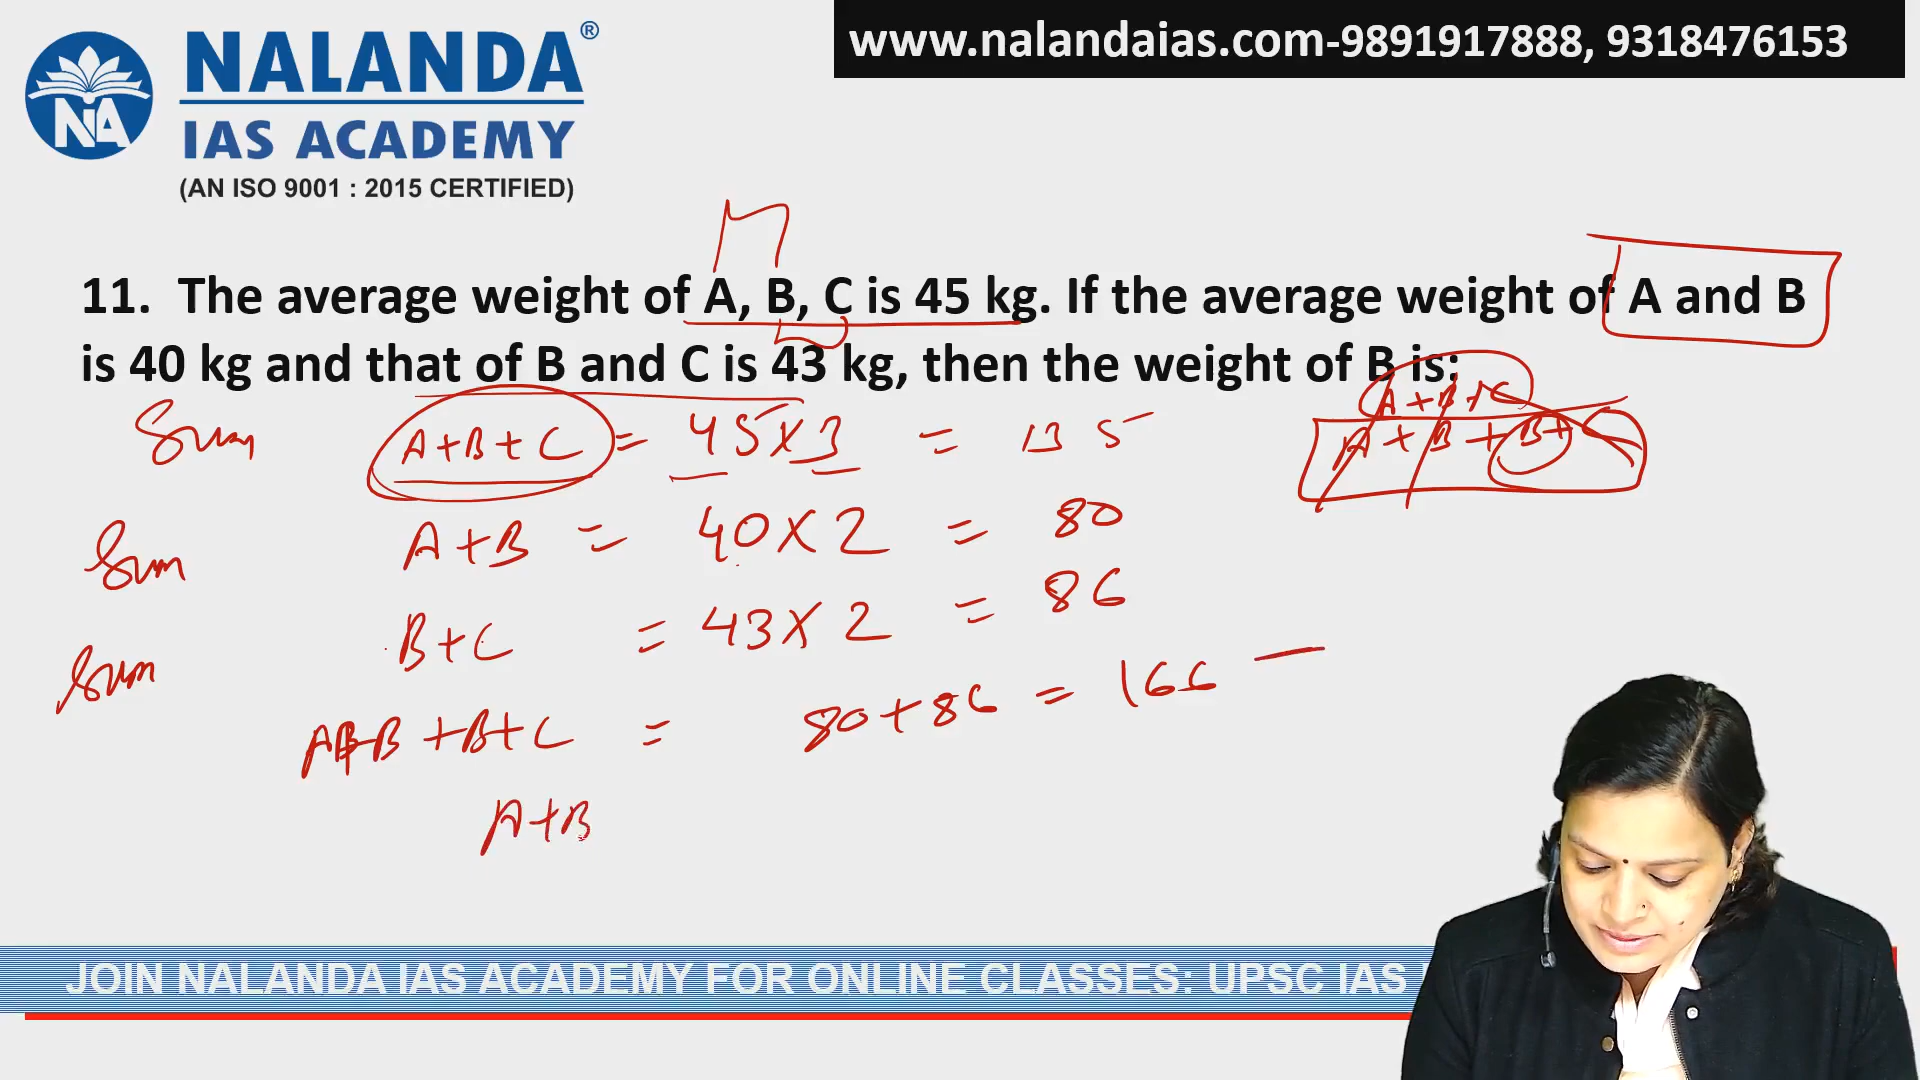 NALANDA®
IAS ACADEMY
(AN ISO 9001 : 2015 CERTIFIED)
NA
www.nalandaias.com-9891917888, 9318476153
11. The average weight of A, B, C is 45 kg. If the average weight of A and B
is 40 kg and that of B and C is 43 kg, then the weight of B is:
A+B+C
A+B+B+C
Sum A+B+C = 45×3 = 135
Sum A+B = 40×2 = 80
B+C = 43×2 = 86
Sum
A+B+B+C = 80+86 = 166 —
A+B
JOIN NALANDA IAS ACADEMY FOR ONLINE CLASSES: UPSC IAS